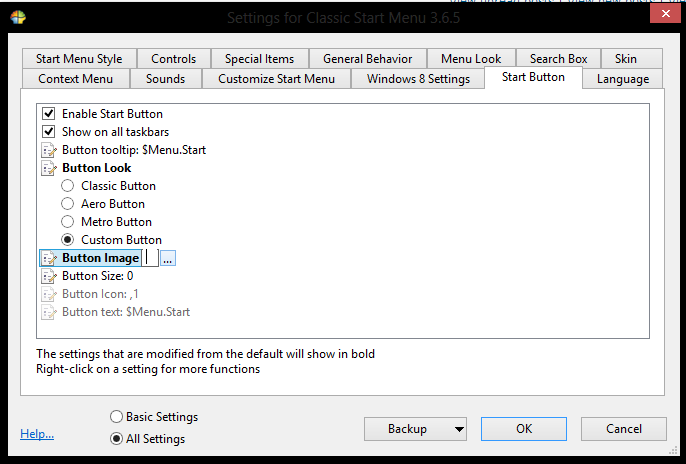 Settings for Classic Start Menu 3.6.5
Start Menu Style Controls Special Items General Behavior Menu Look Search Box Skin
Context Menu Sounds Customize Start Menu Windows 8 Settings Start Button Language
Enable Start Button
Show on all taskbars
Button tooltip: $Menu.Start
Button Look
Classic Button
Aero Button
Metro Button
Custom Button
Button Image ...
Button Size: 0
Button Icon: ,1
Button text: $Menu.Start
The settings that are modified from the default will show in bold
Right-click on a setting for more functions
Basic Settings
Help... All Settings Backup OK Cancel